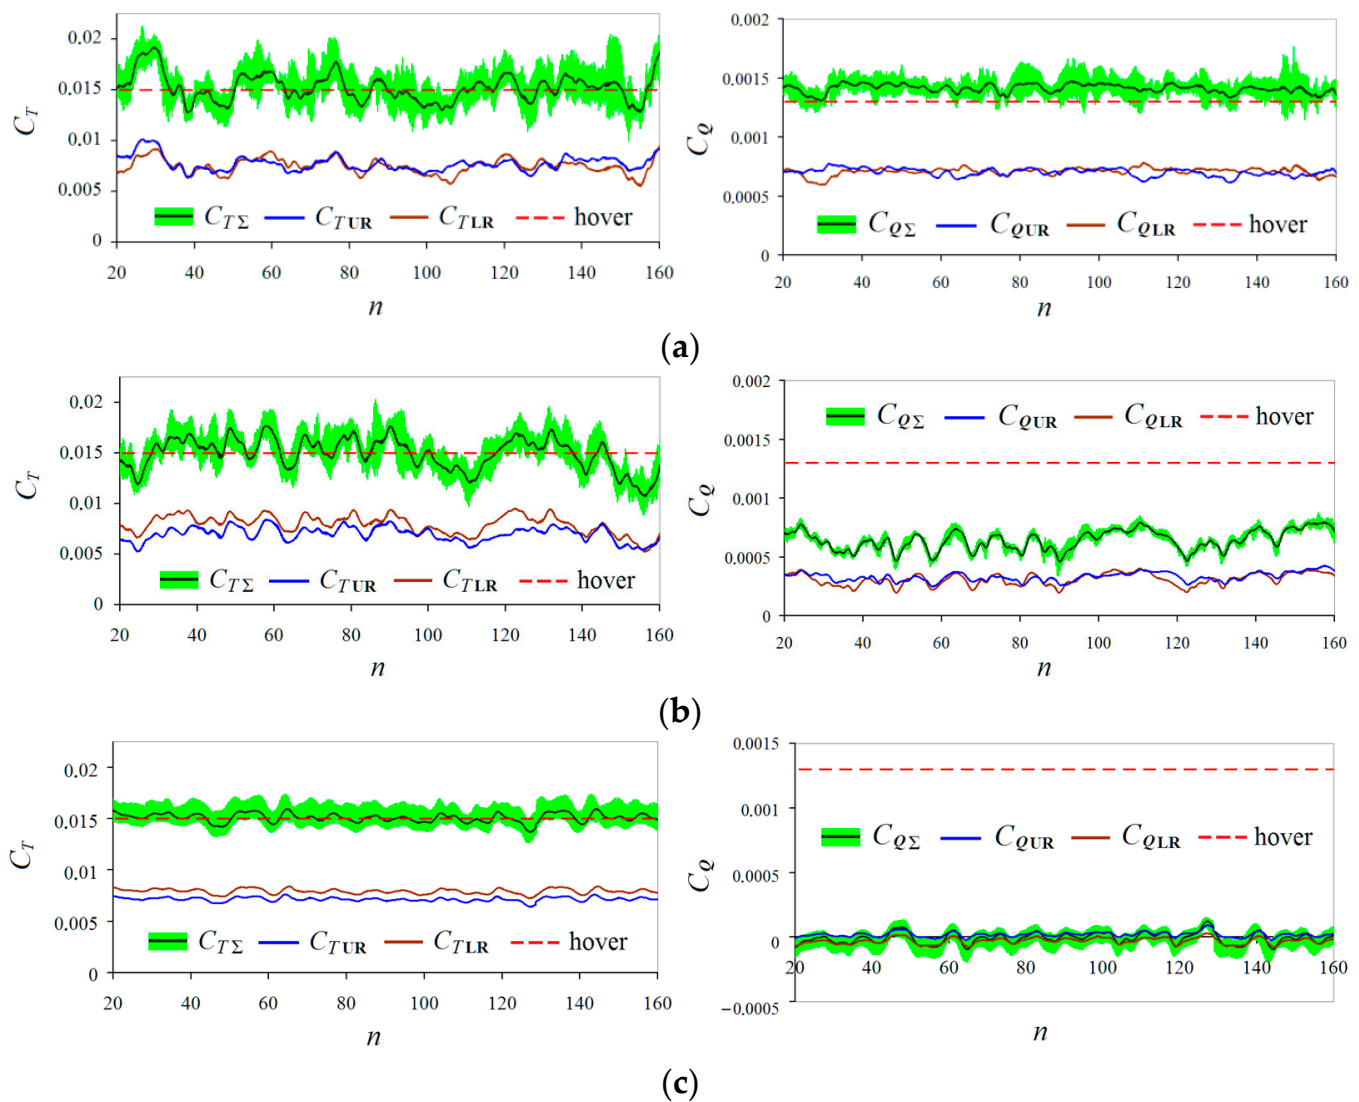 0.02
0.015
0.01
0.005
0
C_T
C_TΣ C_TUR C_TLR hover
20 40 60 80 100 120 140 160
n
0.002
0.0015
0.001
0.0005
0
C_Q
C_QΣ C_QUR C_QLR hover
20 40 60 80 100 120 140 160
n
(a)
0.02
0.015
0.01
0.005
0
C_T
C_TΣ C_TUR C_TLR hover
20 40 60 80 100 120 140 160
n
0.002
0.0015
0.001
0.0005
0
C_Q
C_QΣ C_QUR C_QLR hover
20 40 60 80 100 120 140 160
n
(b)
0.02
0.015
0.01
0.005
0
C_T
C_TΣ C_TUR C_TLR hover
20 40 60 80 100 120 140 160
n
0.0015
0.001
0.0005
0
−0.0005
C_Q
C_QΣ C_QUR C_QLR hover
20 40 60 80 100 120 140 160
n
(c)